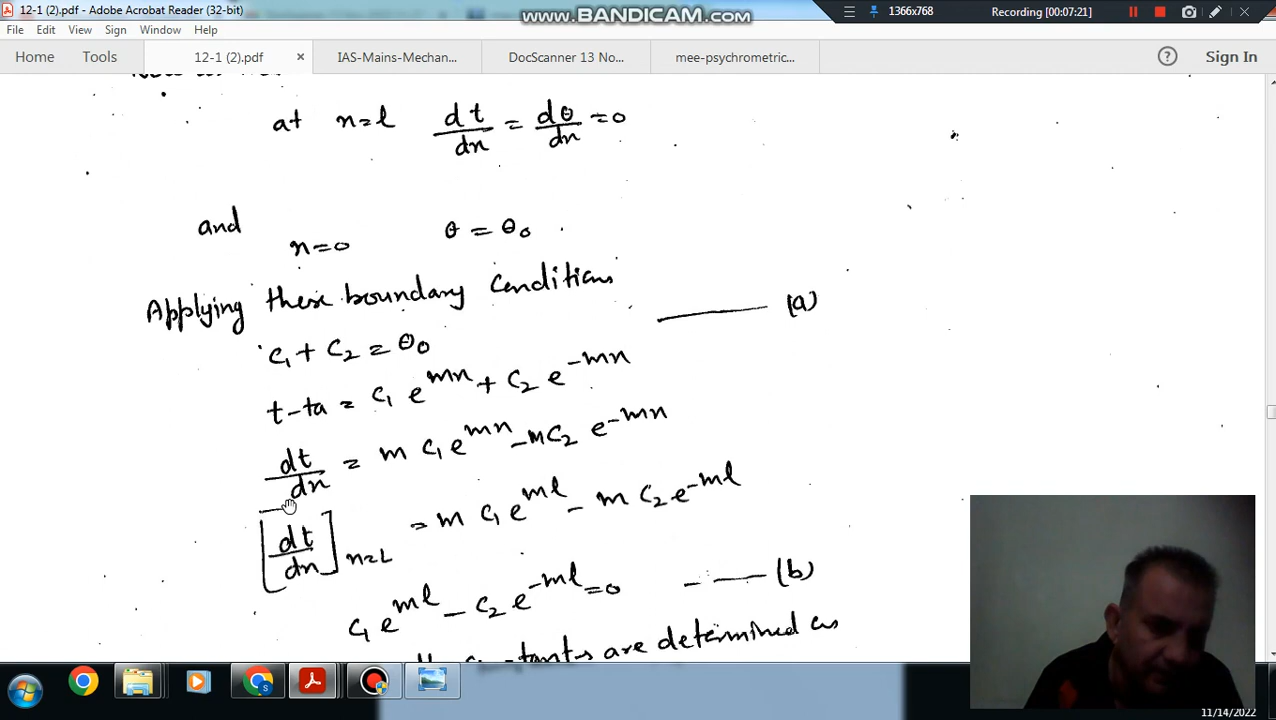 12-1 (2).pdf - Adobe Acrobat Reader (32-bit)
www.BANDICAM.com
1366x768
Recording [00:07:21]
File Edit View Sign Window Help
Home Tools 12-1 (2).pdf × IAS-Mains-Mechan... DocScanner 13 No... mee-psychrometric... Sign In
at x=l dt/dx = dθ/dx = 0
and
x=0 θ = θ₀
Applying these boundary conditions
c₁ + c₂ = θ₀ (a)
t-ta = c₁ e^mx + c₂ e^-mx
dt/dx = m c₁ e^mx - m c₂ e^-mx
[dt/dx] x=L = m c₁ e^ml - m c₂ e^-ml
c₁ e^ml - c₂ e^-ml = 0 (b)
constants are determined as
11/14/2022